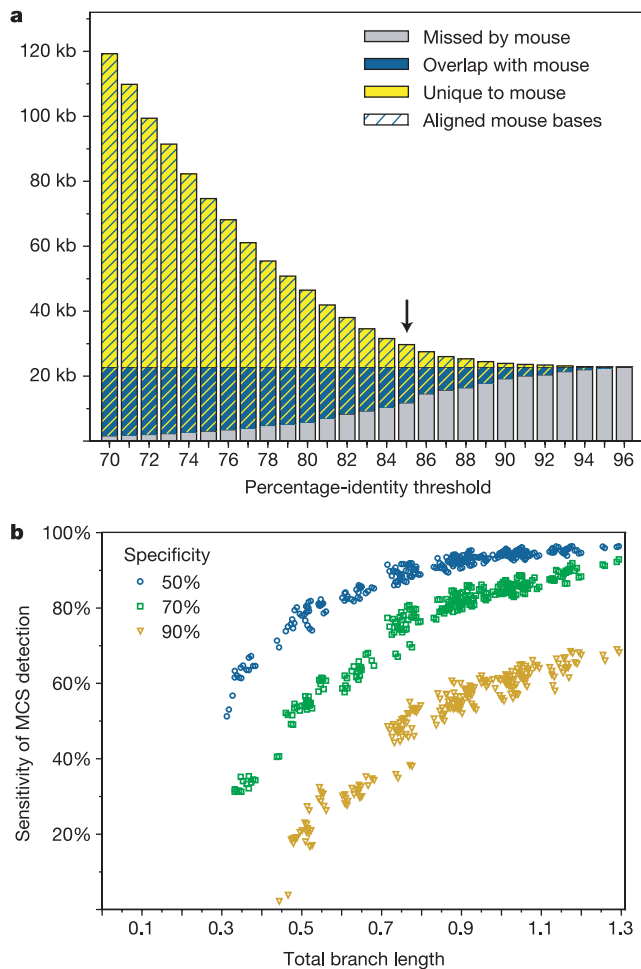 a
120 kb
100 kb
80 kb
60 kb
40 kb
20 kb
Missed by mouse
Overlap with mouse
Unique to mouse
Aligned mouse bases
70 72 74 76 78 80 82 84 86 88 90 92 94 96
Percentage-identity threshold
b
100%
80%
60%
40%
20%
Sensitivity of MCS detection
Specificity
50%
70%
90%
0.1 0.3 0.5 0.7 0.9 1.1 1.3
Total branch length